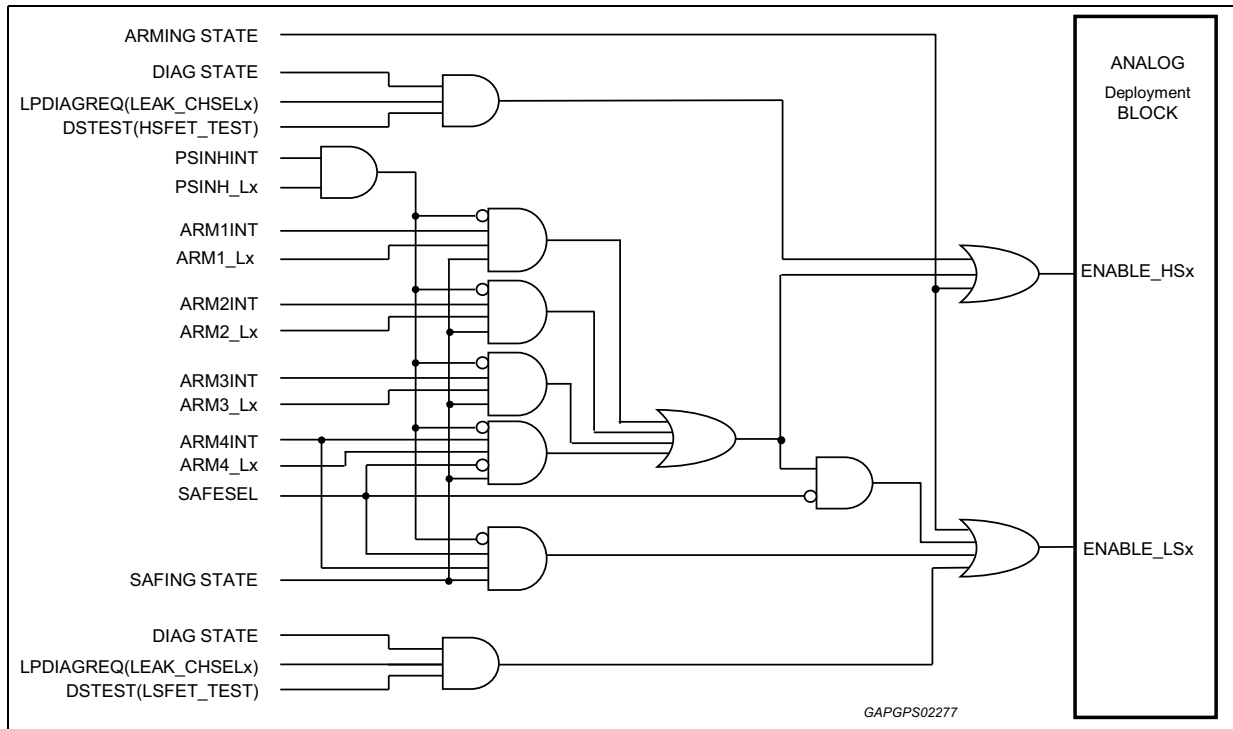 ARMING STATE
DIAG STATE
LPDIAGREQ(LEAK_CHSELx)
DSTEST(HSFET_TEST)
PSINHINT
PSINH_Lx
ARM1INT
ARM1_Lx
ARM2INT
ARM2_Lx
ARM3INT
ARM3_Lx
ARM4INT
ARM4_Lx
SAFESEL
SAFING STATE
DIAG STATE
LPDIAGREQ(LEAK_CHSELx)
DSTEST(LSFET_TEST)
ANALOG
Deployment
BLOCK
ENABLE_HSx
ENABLE_LSx
GAPGPS02277